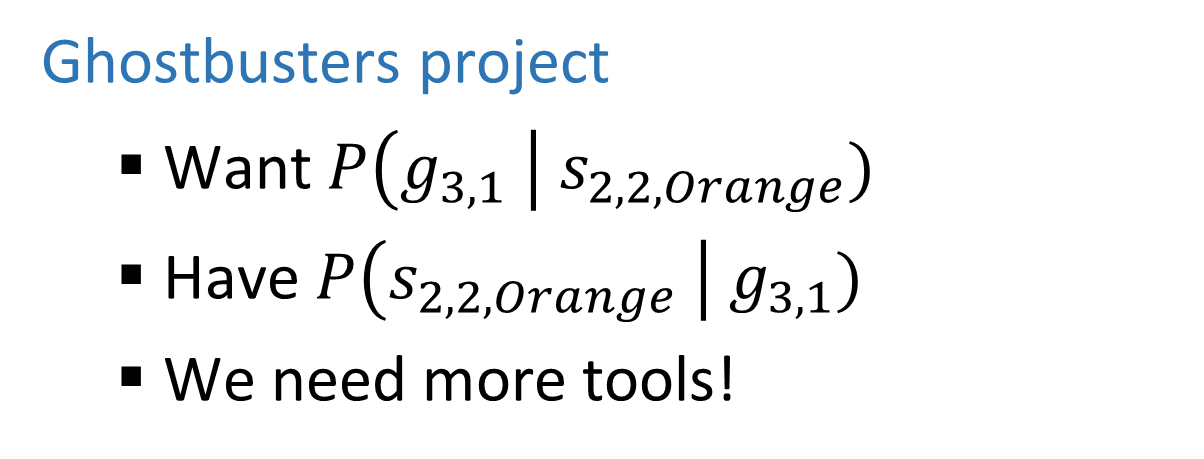 Ghostbusters project
▪ Want P(g₃,₁ | s₂,₂,Orange)
▪ Have P(s₂,₂,Orange | g₃,₁)
▪ We need more tools!